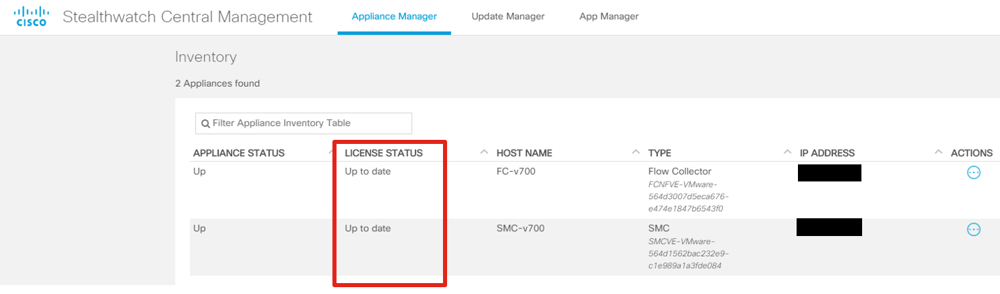 CISCO Stealthwatch Central Management Appliance Manager Update Manager App Manager
Inventory
2 Appliances found
Filter Appliance Inventory Table
APPLIANCE STATUS LICENSE STATUS HOST NAME TYPE IP ADDRESS ACTIONS
Up Up to date FC-v700 Flow Collector
FCNFVE-VMware-
564d3007d5eca676-
e474e1847b6543f0
Up Up to date SMC-v700 SMC
SMCVE-VMware-
564d1562bac232e9-
c1e989a1a3fde084